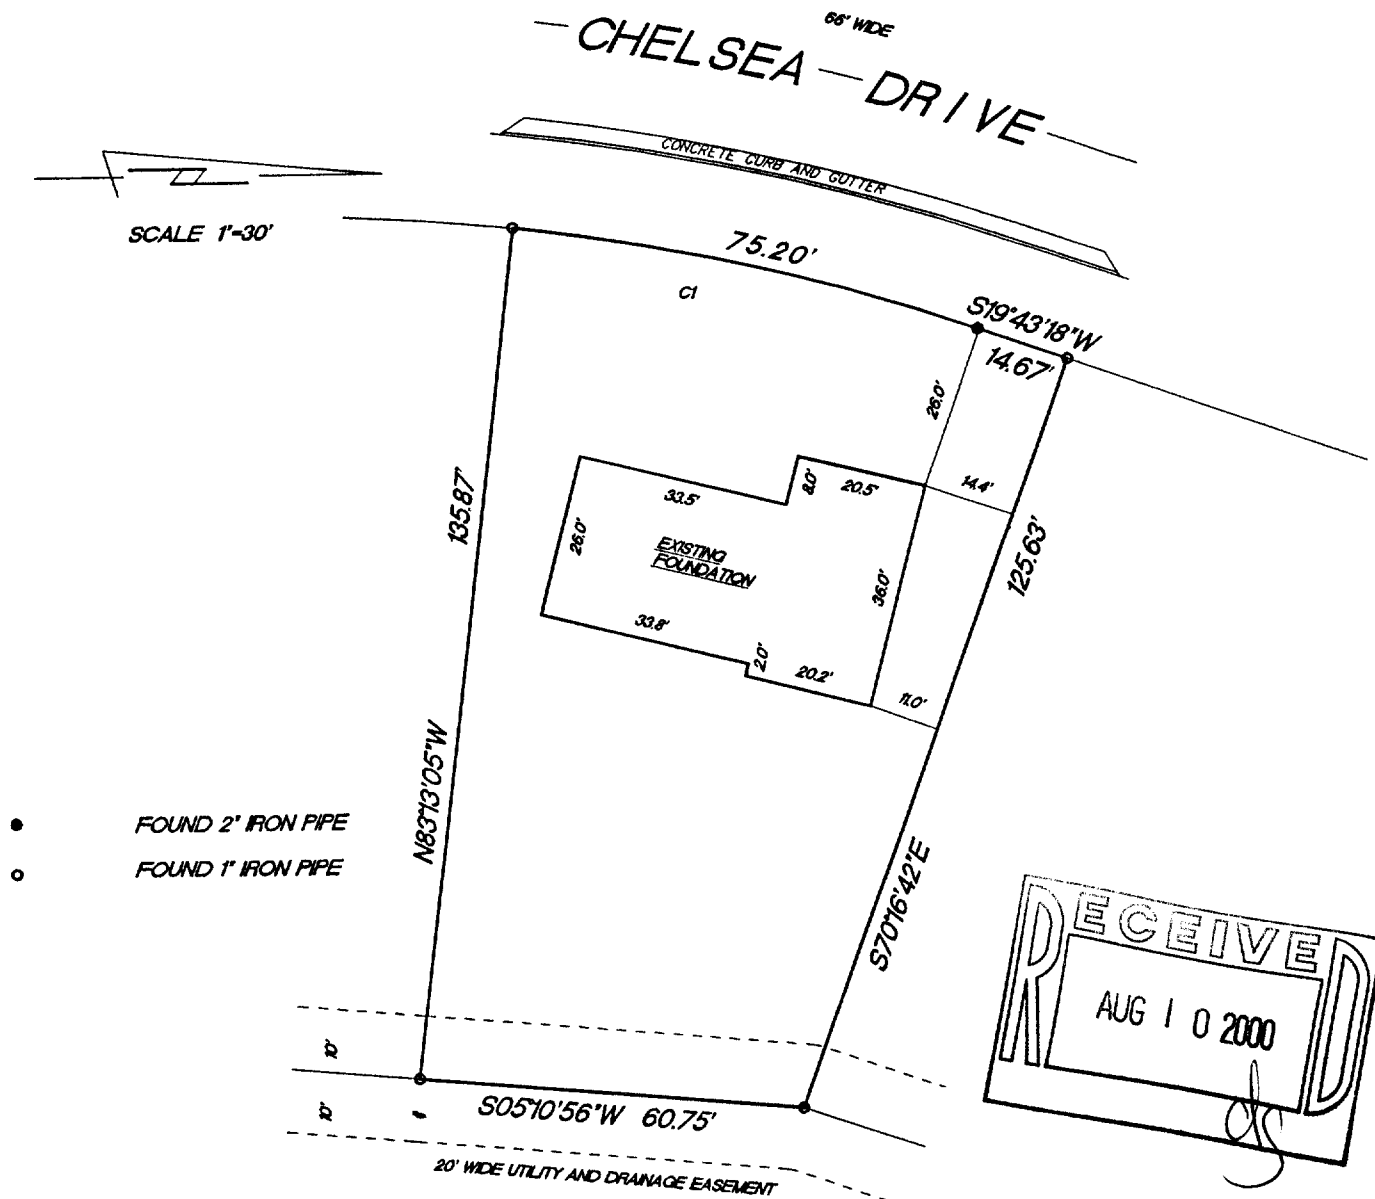 66' WIDE
CHELSEA DRIVE
CONCRETE CURB AND GUTTER
SCALE 1'=30'
75.20'
C1
S19°43'18"W
14.67'
26.0'
135.87'
33.5'
8.0'
20.5'
14.4'
26.0'
EXISTING
FOUNDATION
125.63'
36.0'
33.8'
2.0'
20.2'
11.0'
N83°13'05"W
FOUND 2" IRON PIPE
FOUND 1" IRON PIPE
S70°16'42"E
RECEIVED
AUG 10 2000
10'
10'
S05°10'56"W 60.75'
20' WIDE UTILITY AND DRAINAGE EASEMENT